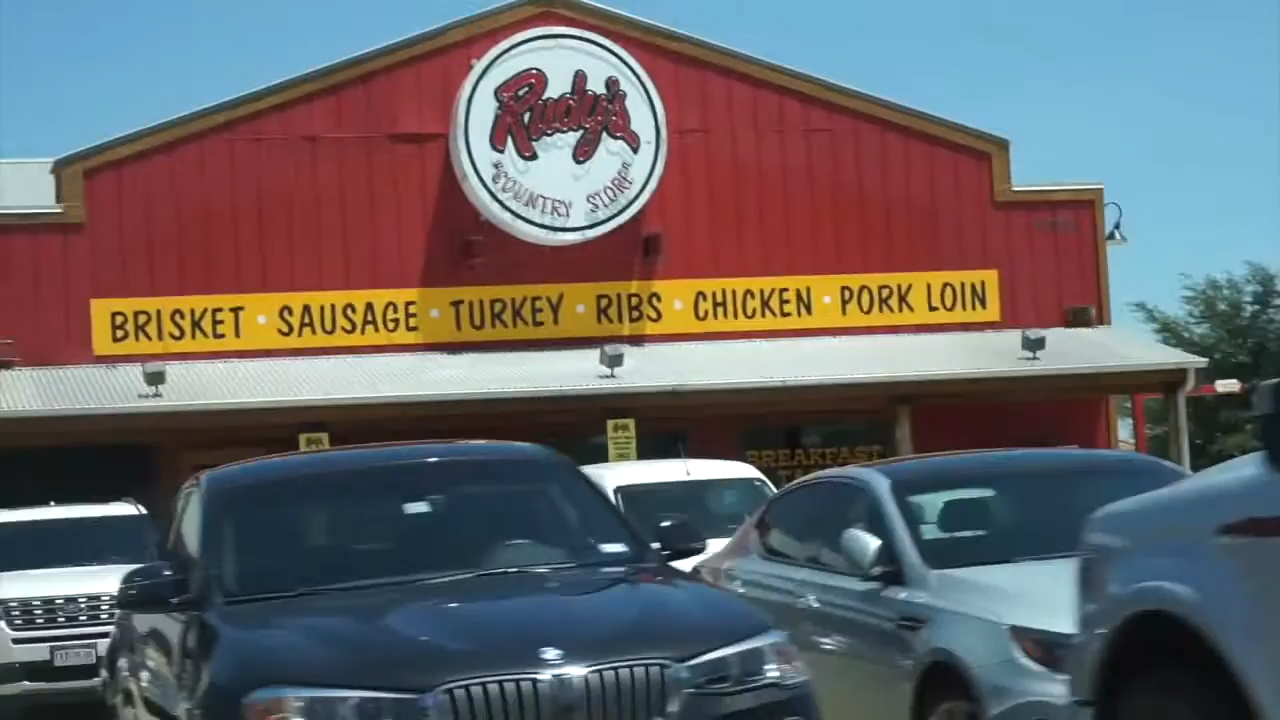 Rudy's
"COUNTRY STORE"
BRISKET · SAUSAGE · TURKEY · RIBS · CHICKEN · PORK LOIN
BREAKFAST